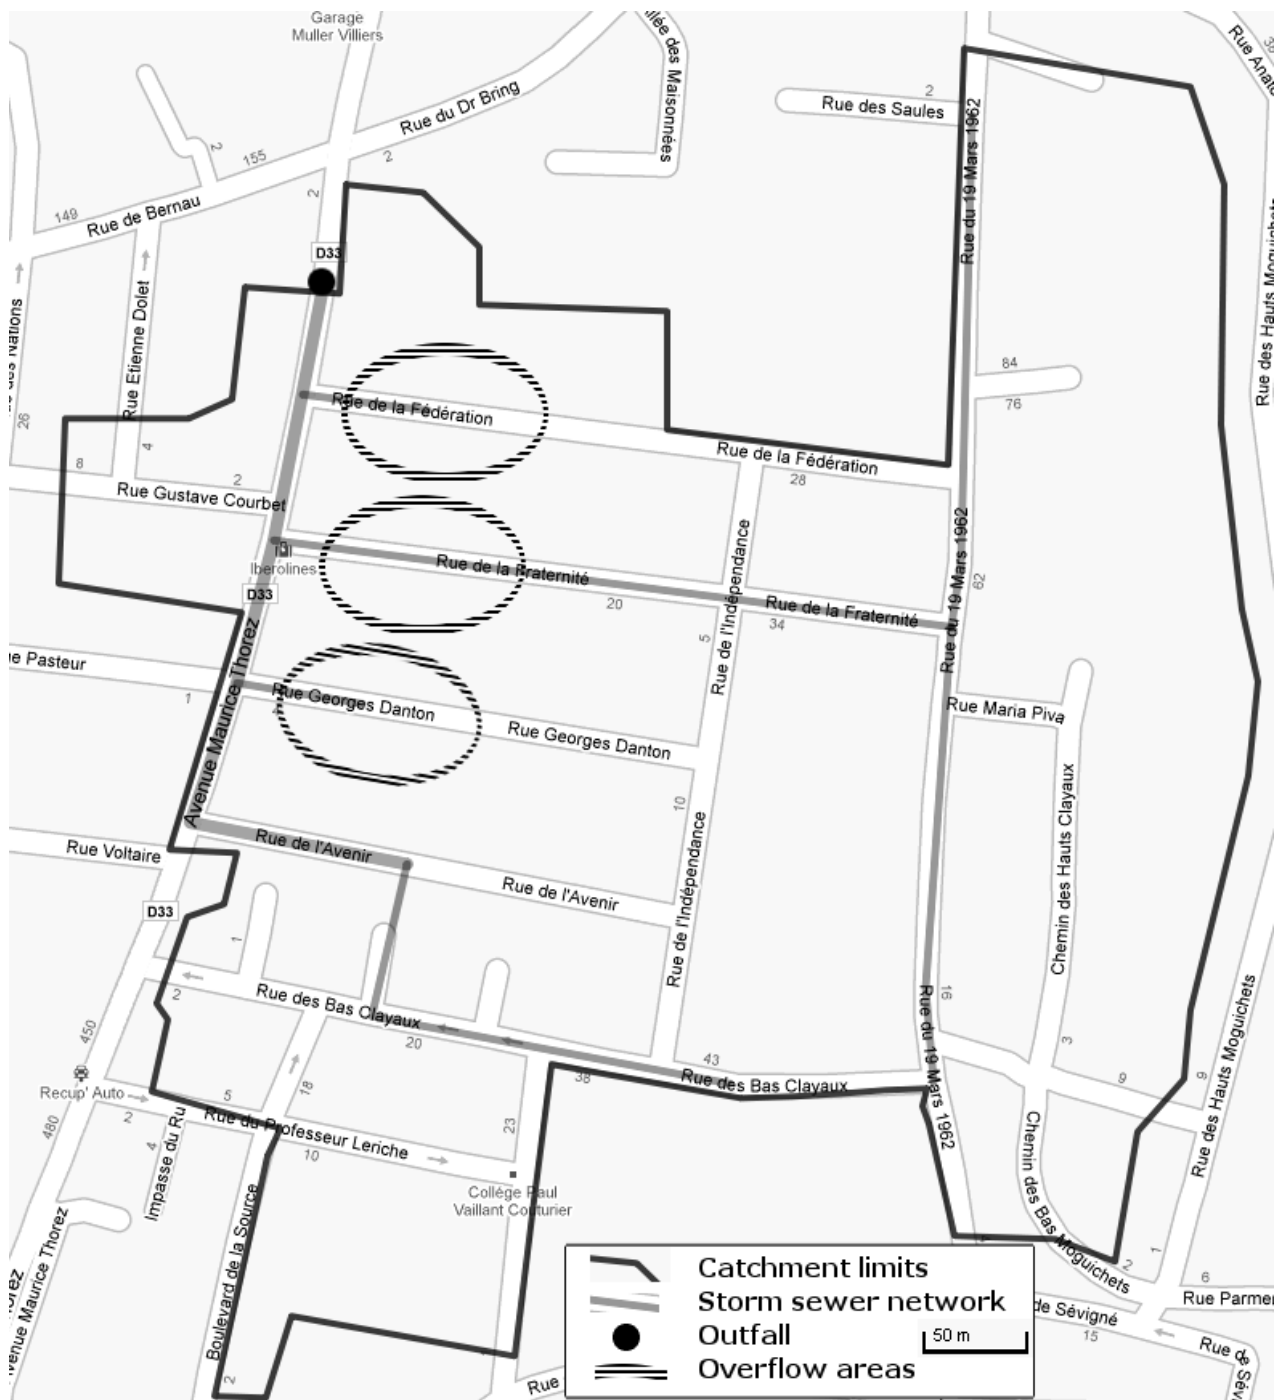 Garage
Muller Villiers
Allée des Maisonnées
Rue du Dr Bring
2
Rue des Saules
155
2
2
149
Rue de Bernau
2
D33
Rue du 19 Mars 1962
Rue des Hauts Moguichets
Rue Etienne Dolet
84
76
26
4
Rue de la Fédération
Rue de la Fédération
28
8
2
Rue Gustave Courbet
Iberolines
D33
Rue de la Fraternité
20
Rue de la Fraternité
34
Rue de l'Indépendance
5
Rue du 19 Mars 1962
62
Pasteur
1
Rue Georges Danton
Rue Georges Danton
Rue Maria Piva
Avenue Maurice Thorez
10
Chemin des Hauts Clayaux
Rue Voltaire
Rue de l'Avenir
Rue de l'Avenir
Rue de l'Indépendance
D33
1
2
Rue des Bas Clayaux
20
16
43
38
Rue des Bas Clayaux
Rue du 19 Mars 1962
3
9
9
Rue des Hauts Moguichets
450
Recup' Auto
480
2
5
18
Rue du Professeur Leriche
4
Impasse du Ru
10
23
Collège Paul
Vaillant Couturier
Chemin des Bas Moguichets
2
1
6
Rue Parmen
de Sévigné
15
Rue de
Avenue Maurice Thorez
Boulevard de la Source
2
Rue
Catchment limits
Storm sewer network
Outfall
50 m
Overflow areas